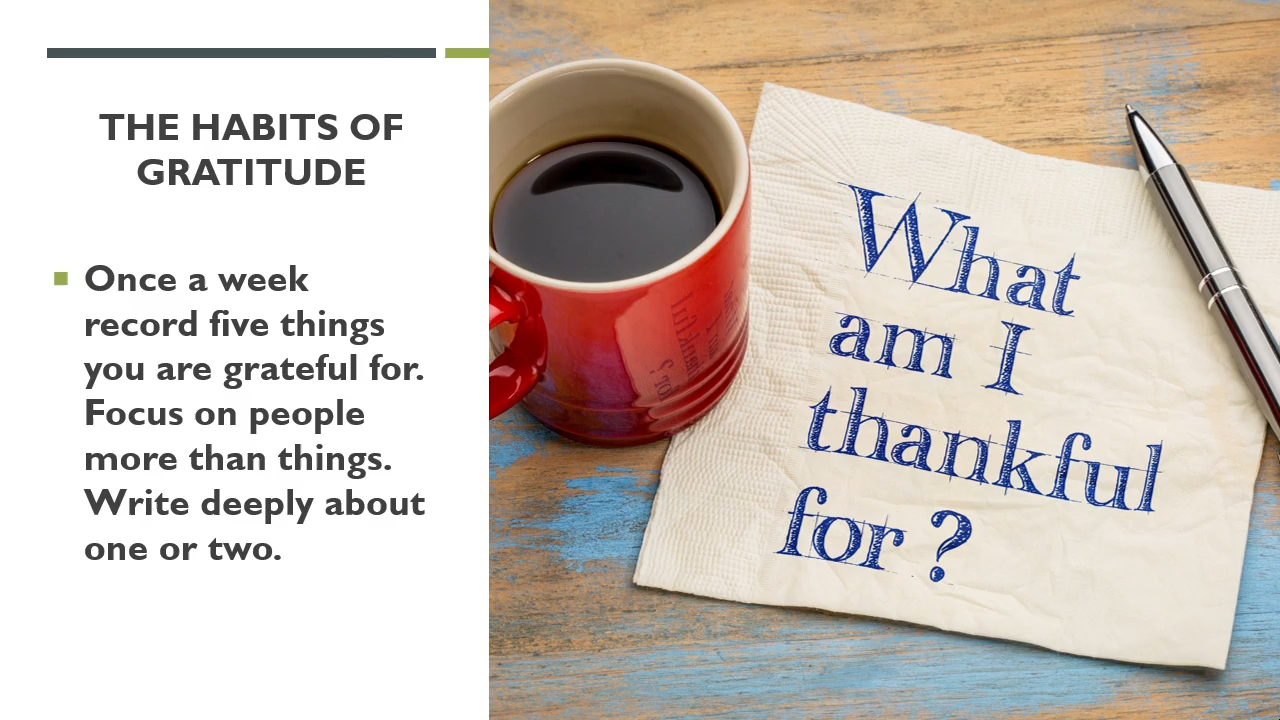 THE HABITS OF
GRATITUDE
Once a week
record five things
you are grateful for.
Focus on people
more than things.
Write deeply about
one or two.
What
am I
thankful
for ?